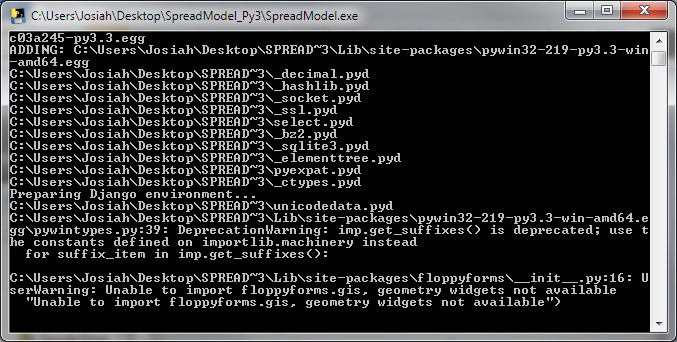 C:\Users\Josiah\Desktop\SpreadModel_Py3\SpreadModel.exe
c03a245-py3.3.egg
ADDING: C:\Users\Josiah\Desktop\SPREAD~3\Lib\site-packages\pywin32-219-py3.3-win
-amd64.egg
C:\Users\Josiah\Desktop\SPREAD~3\_decimal.pyd
C:\Users\Josiah\Desktop\SPREAD~3\_hashlib.pyd
C:\Users\Josiah\Desktop\SPREAD~3\_socket.pyd
C:\Users\Josiah\Desktop\SPREAD~3\_ssl.pyd
C:\Users\Josiah\Desktop\SPREAD~3\select.pyd
C:\Users\Josiah\Desktop\SPREAD~3\_bz2.pyd
C:\Users\Josiah\Desktop\SPREAD~3\_sqlite3.pyd
C:\Users\Josiah\Desktop\SPREAD~3\_elementtree.pyd
C:\Users\Josiah\Desktop\SPREAD~3\pyexpat.pyd
C:\Users\Josiah\Desktop\SPREAD~3\_ctypes.pyd
Preparing Django environment...
C:\Users\Josiah\Desktop\SPREAD~3\unicodedata.pyd
C:\Users\Josiah\Desktop\SPREAD~3\Lib\site-packages\pywin32-219-py3.3-win-amd64.e
gg\pywintypes.py:39: DeprecationWarning: imp.get_suffixes() is deprecated; use t
he constants defined on importlib.machinery instead
  for suffix_item in imp.get_suffixes():
C:\Users\Josiah\Desktop\SPREAD~3\Lib\site-packages\floppyforms\__init__.py:16: U
serWarning: Unable to import floppyforms.gis, geometry widgets not available
  "Unable to import floppyforms.gis, geometry widgets not available")